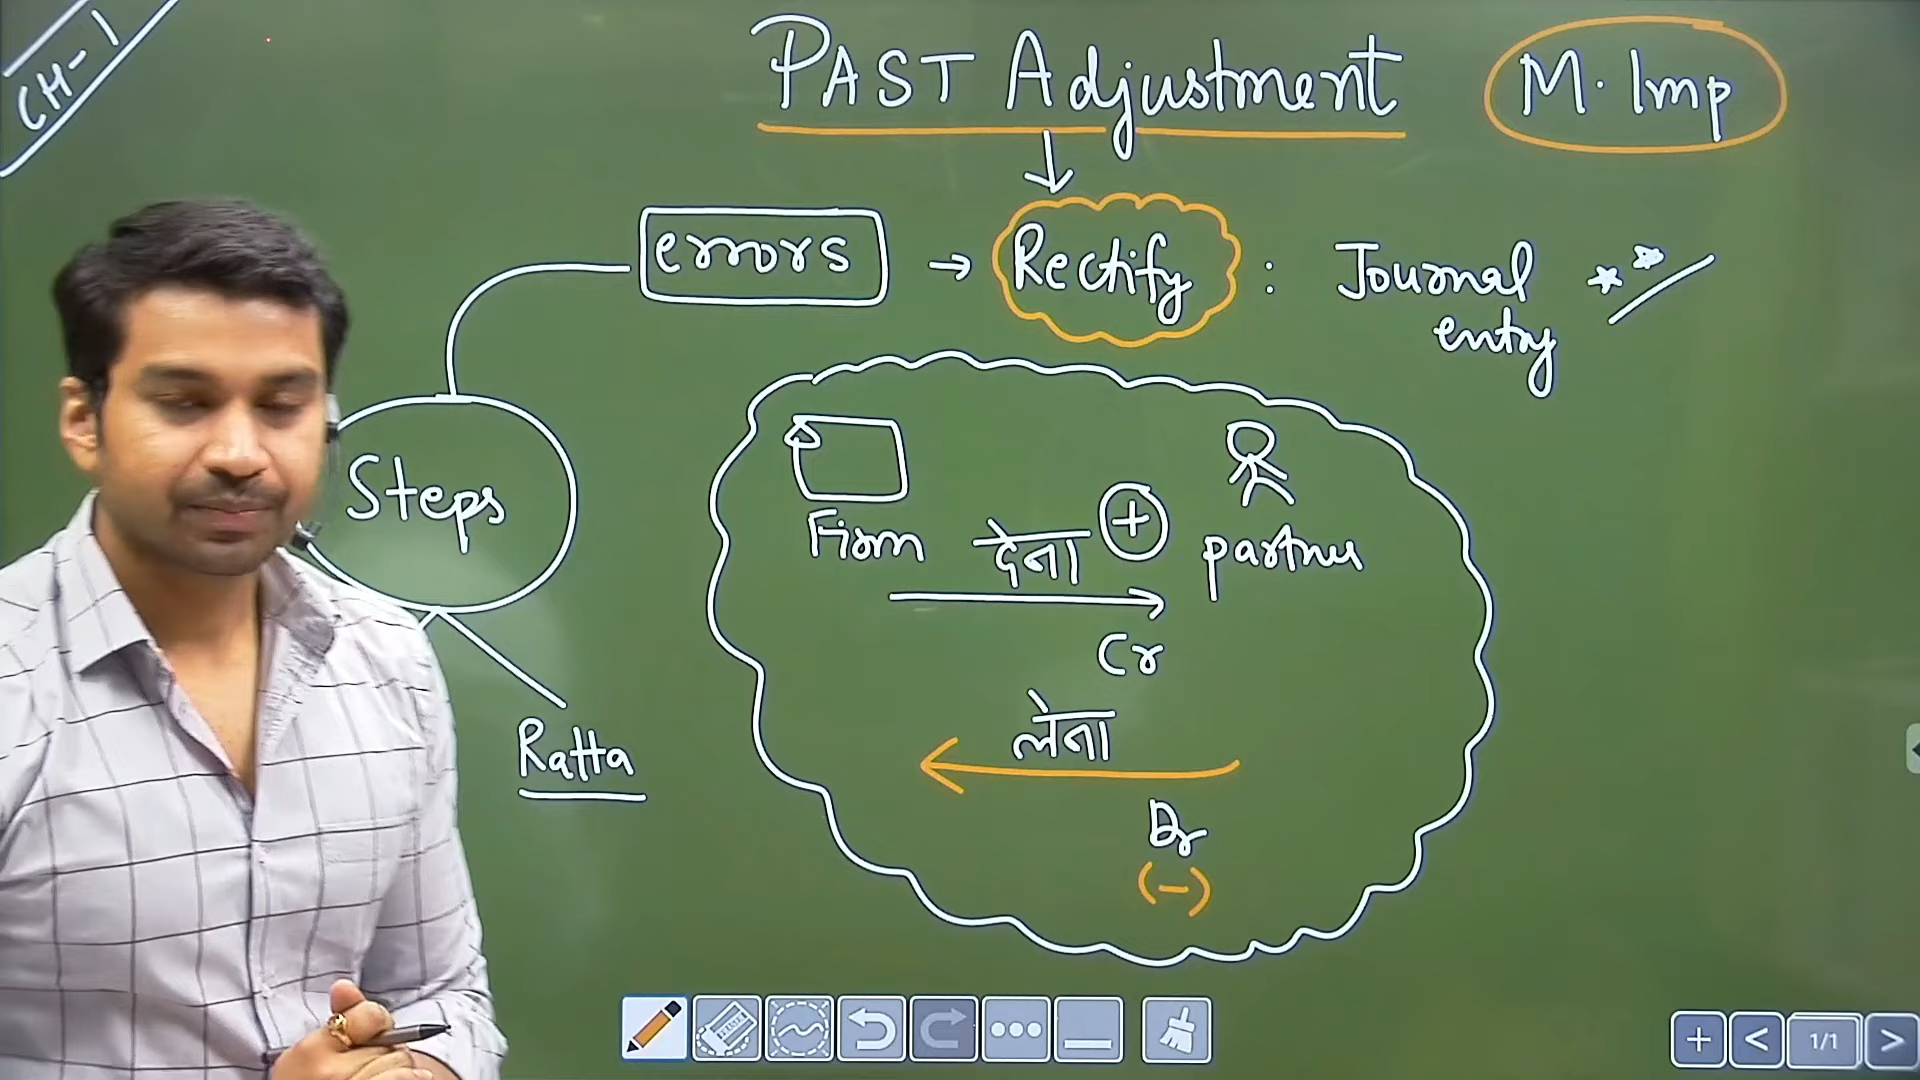 CH-1
PAST Adjustment
M. Imp
errors → Rectify : Journal
entry
Steps
Firm देना + partner
Cr
लेना
Dr
(-)
Ratta
1/1